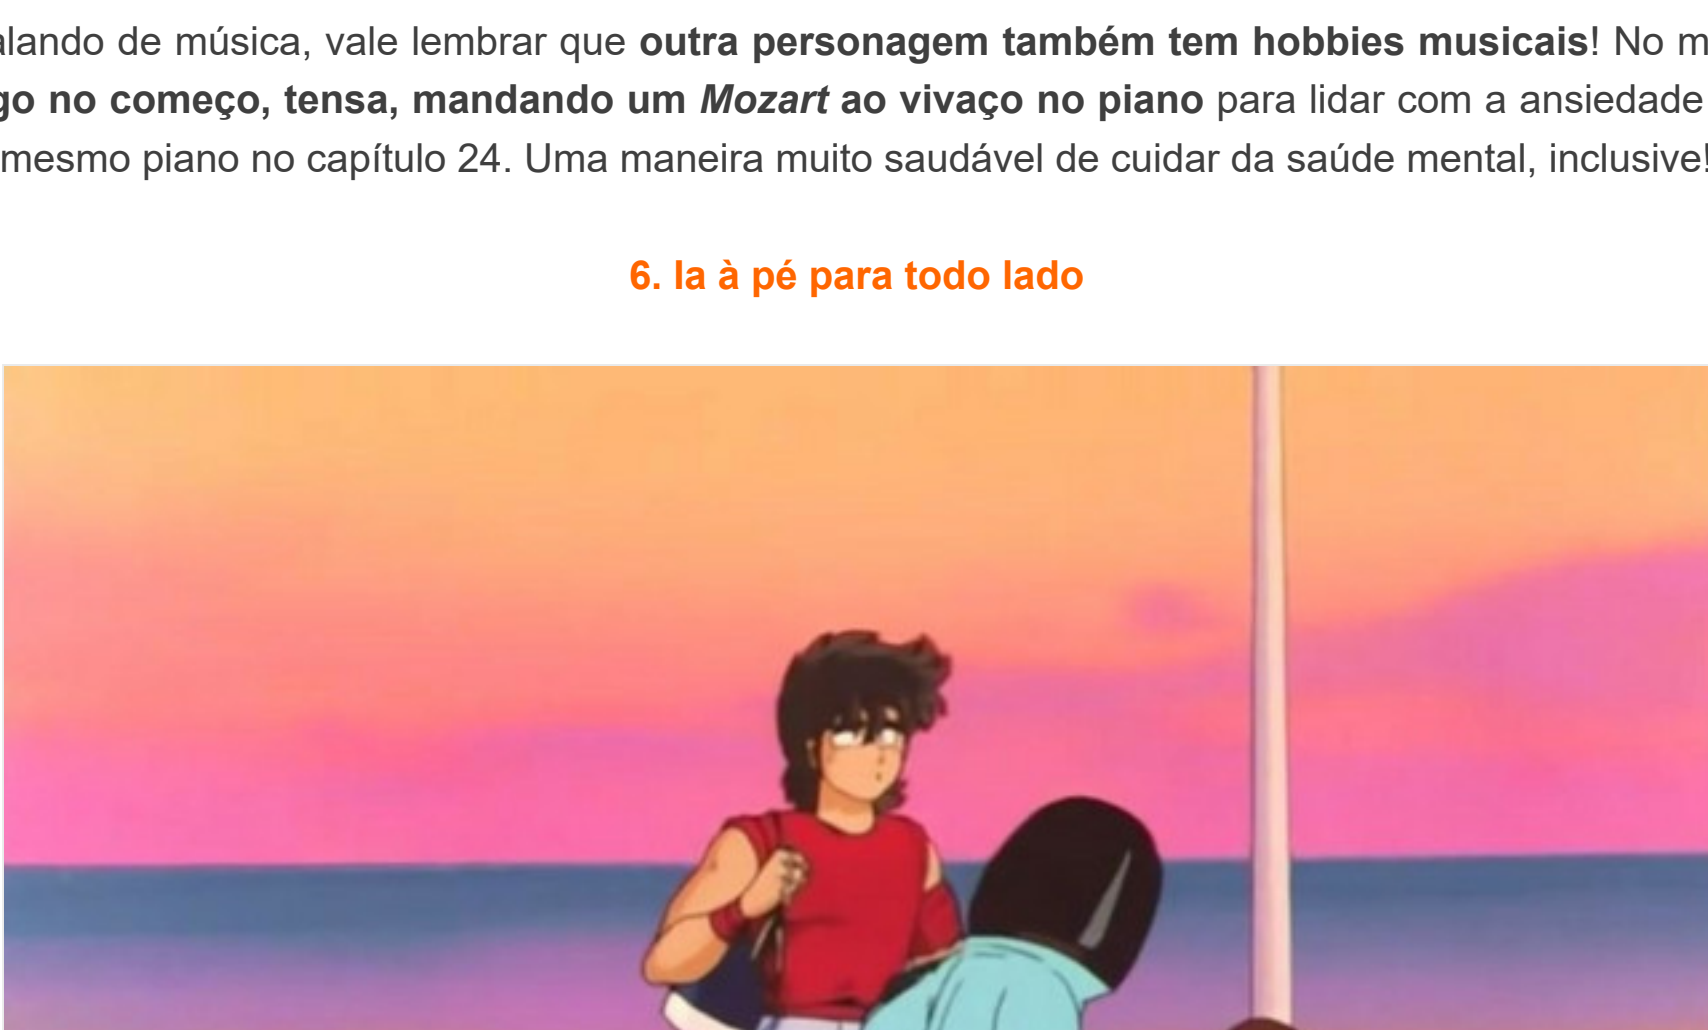 alando de música, vale lembrar que outra personagem também tem hobbies musicais! No m
go no começo, tensa, mandando um Mozart ao vivaço no piano para lidar com a ansiedade
mesmo piano no capítulo 24. Uma maneira muito saudável de cuidar da saúde mental, inclusive!
6. Ia à pé para todo lado